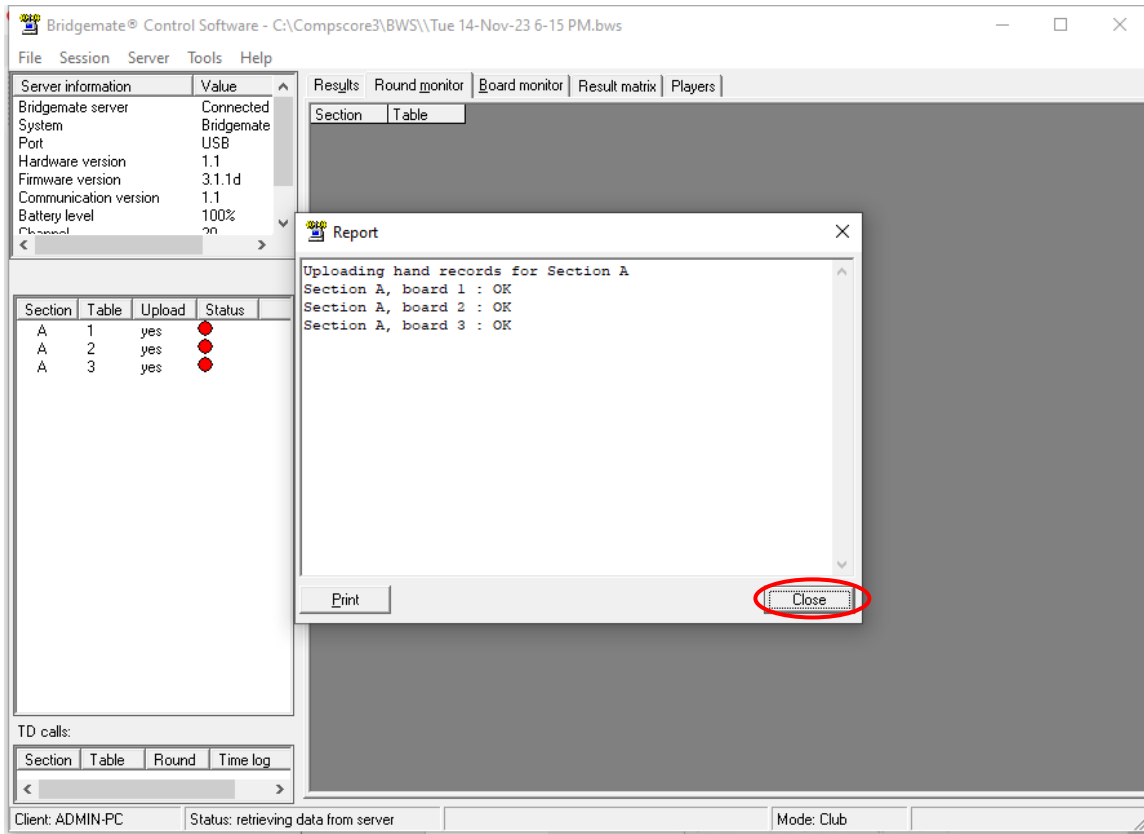 Bridgemate® Control Software - C:\Compscore3\BWS\\Tue 14-Nov-23 6-15 PM.bws
File Session Server Tools Help
Server information Value
Bridgemate server Connected
System Bridgemate
Port USB
Hardware version 1.1
Firmware version 3.1.1d
Communication version 1.1
Battery level 100%
Channel 20
Section Table Upload Status
A 1 yes
A 2 yes
A 3 yes
TD calls:
Section Table Round Time log
Results Round monitor Board monitor Result matrix Players
Section Table
Report
Uploading hand records for Section A
Section A, board 1 : OK
Section A, board 2 : OK
Section A, board 3 : OK
Print Close
Client: ADMIN-PC Status: retrieving data from server Mode: Club